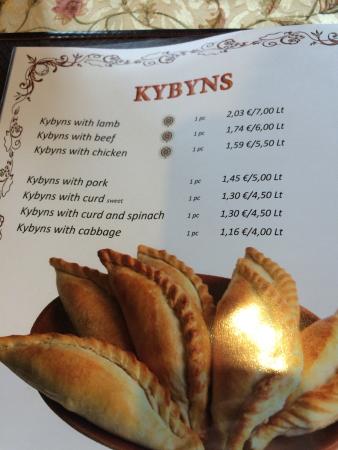 KYBYNS
Kybyns with lamb 1 pc 2,03 €/7,00 Lt
Kybyns with beef 1 pc 1,74 €/6,00 Lt
Kybyns with chicken 1 pc 1,59 €/5,50 Lt
Kybyns with pork 1 pc 1,45 €/5,00 Lt
Kybyns with curd sweet 1 pc 1,30 €/4,50 Lt
Kybyns with curd and spinach 1 pc 1,30 €/4,50 Lt
Kybyns with cabbage 1 pc 1,16 €/4,00 Lt